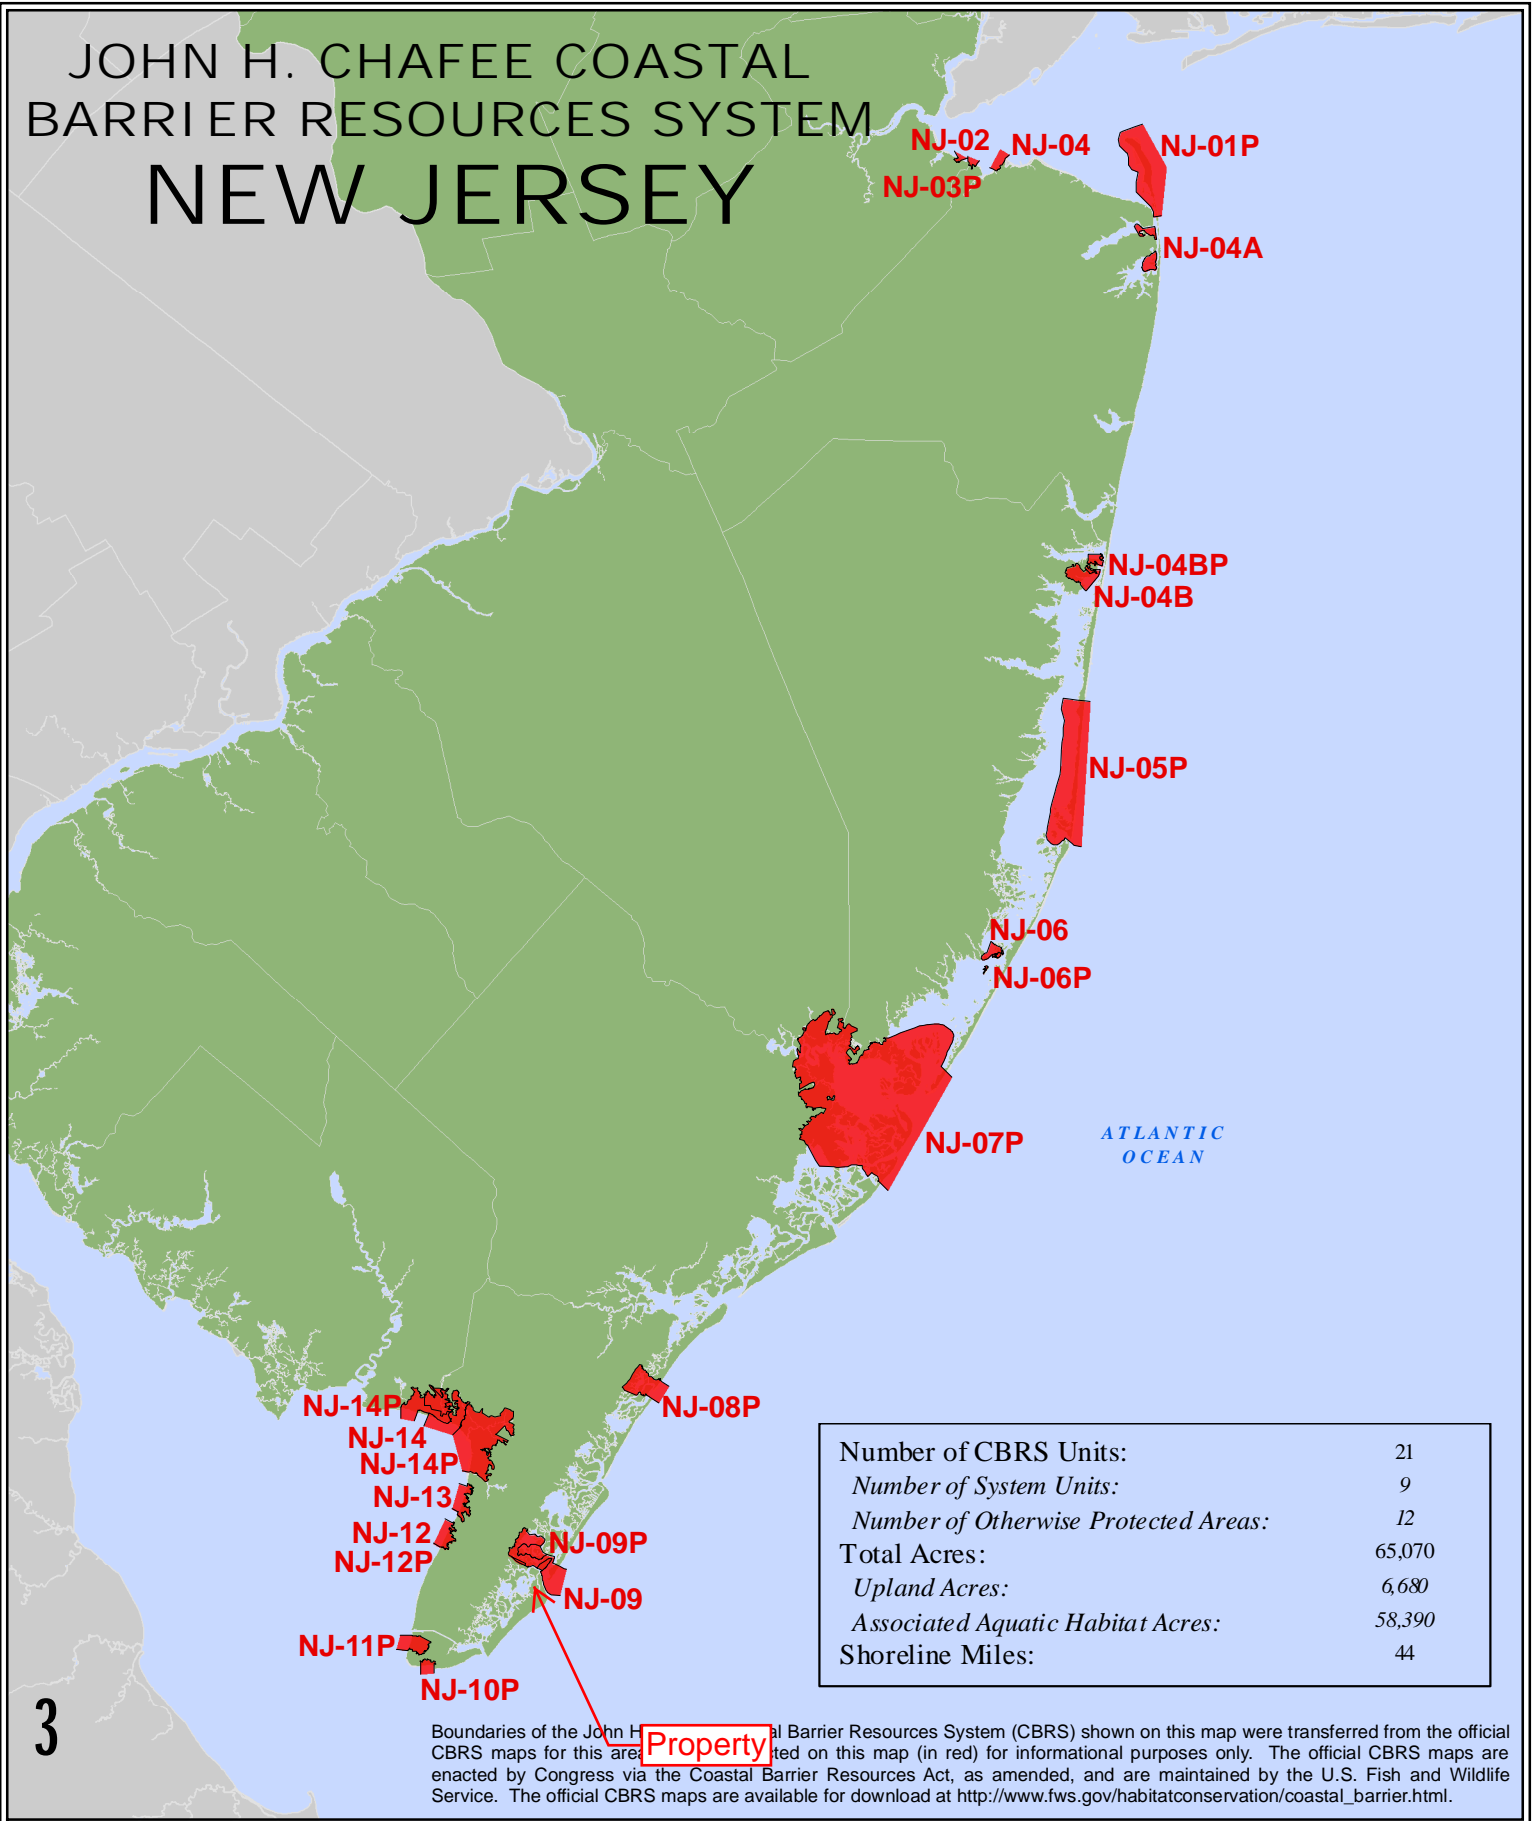 JOHN H. CHAFEE COASTAL
BARRIER RESOURCES SYSTEM
NEW JERSEY
NJ-02
NJ-04
NJ-01P
NJ-03P
NJ-04A
NJ-04BP
NJ-04B
NJ-05P
NJ-06
NJ-06P
NJ-07P
ATLANTIC
OCEAN
NJ-14P
NJ-08P
NJ-14
NJ-14P
NJ-13
NJ-12
NJ-12P
NJ-09P
NJ-09
NJ-11P
NJ-10P
Number of CBRS Units: 21
Number of System Units: 9
Number of Otherwise Protected Areas: 12
Total Acres: 65,070
Upland Acres: 6,680
Associated Aquatic Habitat Acres: 58,390
Shoreline Miles: 44
3
Property
Boundaries of the John H al Barrier Resources System (CBRS) shown on this map were transferred from the official
CBRS maps for this area ted on this map (in red) for informational purposes only. The official CBRS maps are
enacted by Congress via the Coastal Barrier Resources Act, as amended, and are maintained by the U.S. Fish and Wildlife
Service. The official CBRS maps are available for download at http://www.fws.gov/habitatconservation/coastal_barrier.html.